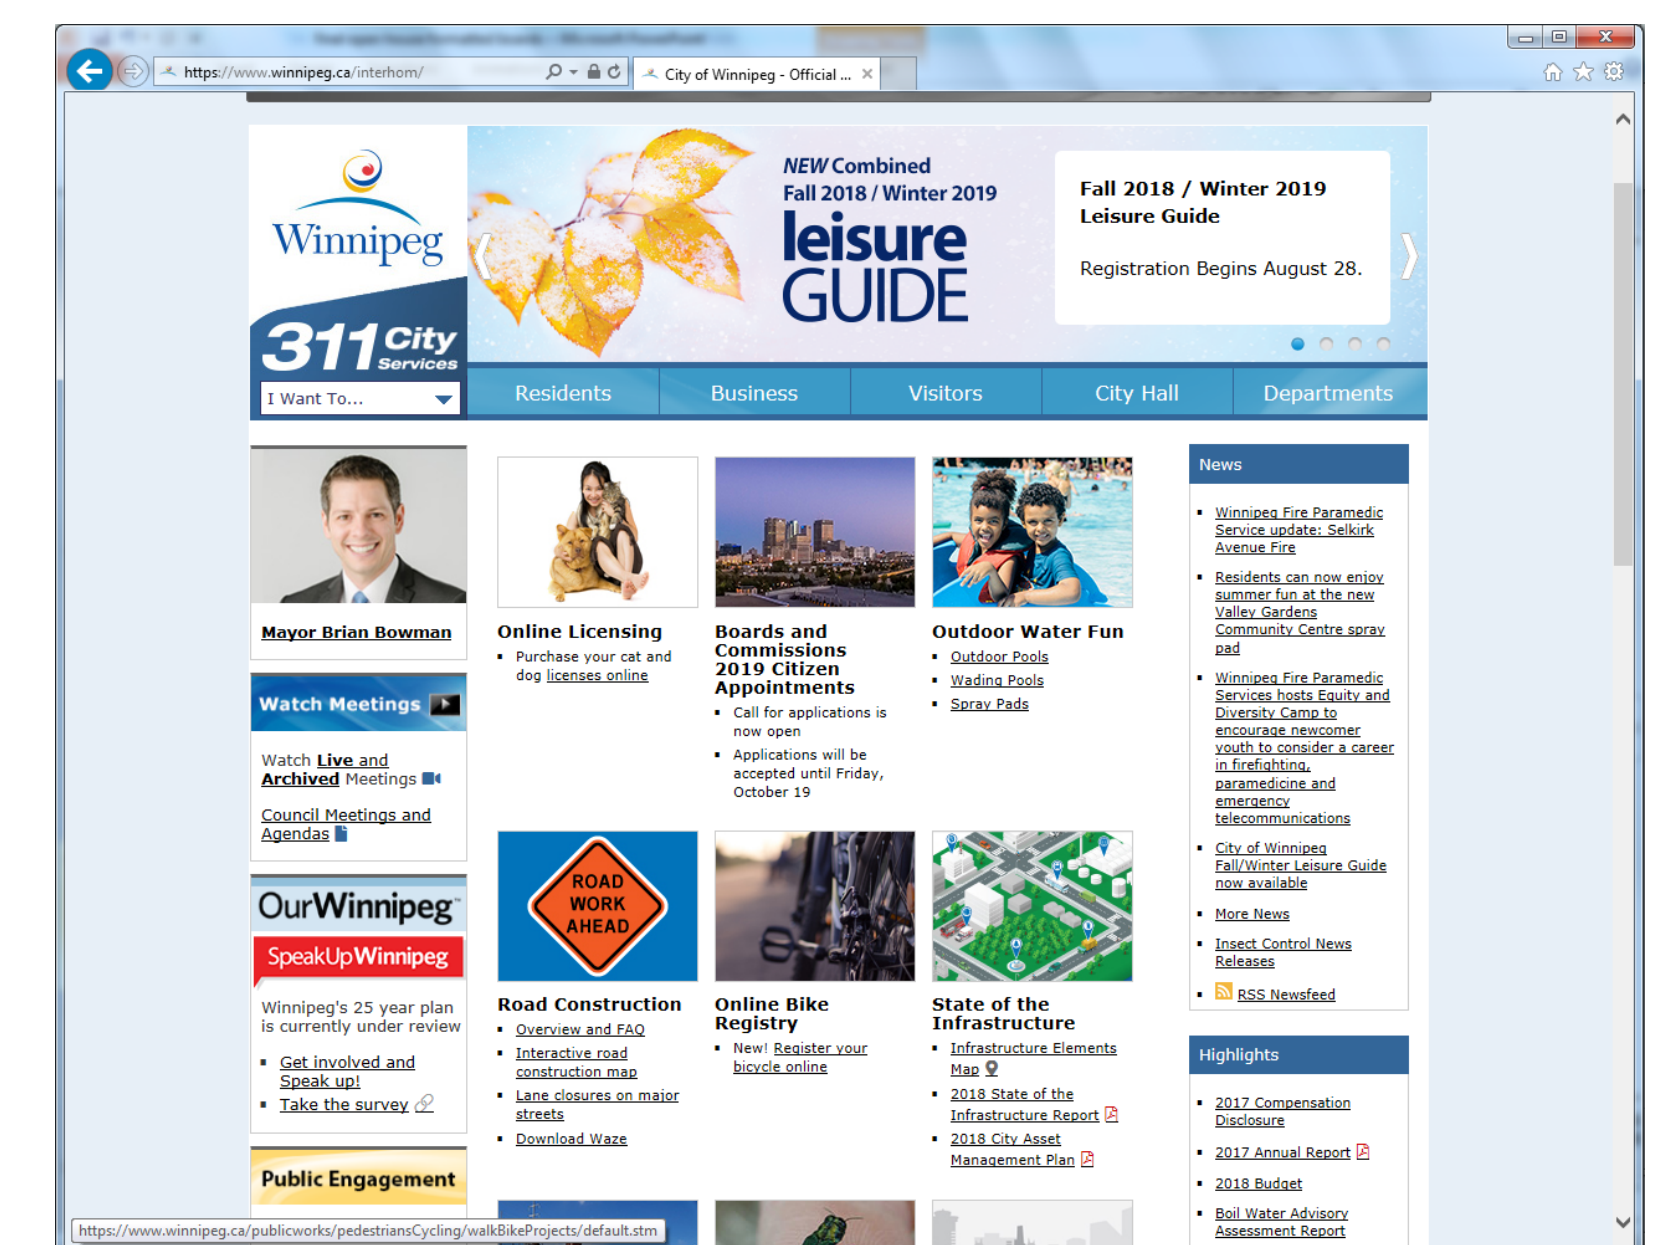 https://www.winnipeg.ca/interhom/
City of Winnipeg - Official ...
Winnipeg
311 City
Services
I Want To...
NEW Combined
Fall 2018 / Winter 2019
leisure
GUIDE
Fall 2018 / Winter 2019
Leisure Guide
Registration Begins August 28.
Residents
Business
Visitors
City Hall
Departments
Mayor Brian Bowman
Watch Meetings
Watch Live and
Archived Meetings
Council Meetings and
Agendas
OurWinnipeg™
SpeakUpWinnipeg
Winnipeg's 25 year plan
is currently under review
Get involved and
Speak up!
Take the survey
Public Engagement
Online Licensing
Purchase your cat and
dog licenses online
Boards and
Commissions
2019 Citizen
Appointments
Call for applications is
now open
Applications will be
accepted until Friday,
October 19
Outdoor Water Fun
Outdoor Pools
Wading Pools
Spray Pads
ROAD
WORK
AHEAD
Road Construction
Overview and FAQ
Interactive road
construction map
Lane closures on major
streets
Download Waze
Online Bike
Registry
New! Register your
bicycle online
State of the
Infrastructure
Infrastructure Elements
Map
2018 State of the
Infrastructure Report
2018 City Asset
Management Plan
News
Winnipeg Fire Paramedic
Service update: Selkirk
Avenue Fire
Residents can now enjoy
summer fun at the new
Valley Gardens
Community Centre spray
pad
Winnipeg Fire Paramedic
Services hosts Equity and
Diversity Camp to
encourage newcomer
youth to consider a career
in firefighting,
paramedicine and
emergency
telecommunications
City of Winnipeg
Fall/Winter Leisure Guide
now available
More News
Insect Control News
Releases
RSS Newsfeed
Highlights
2017 Compensation
Disclosure
2017 Annual Report
2018 Budget
Boil Water Advisory
Assessment Report
https://www.winnipeg.ca/publicworks/pedestriansCycling/walkBikeProjects/default.stm